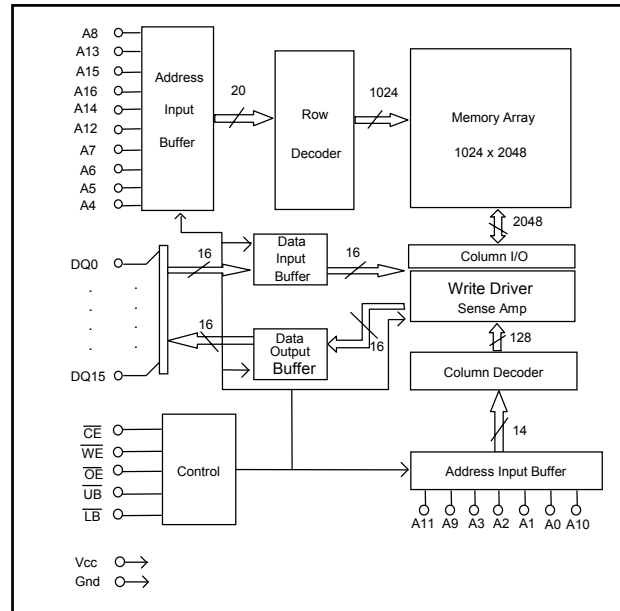 A8
A13
A15
A16
A14
A12
A7
A6
A5
A4
Address
Input
Buffer
20
Row
Decoder
1024
Memory Array
1024 x 2048
2048
DQ0
DQ15
16
Data
Input
Buffer
16
Column I/O
Write Driver
Sense Amp
16
Data
Output
Buffer
16
128
Column Decoder
14
CE
WE
OE
UB
LB
Control
Address Input Buffer
A11 A9 A3 A2 A1 A0 A10
Vcc
Gnd